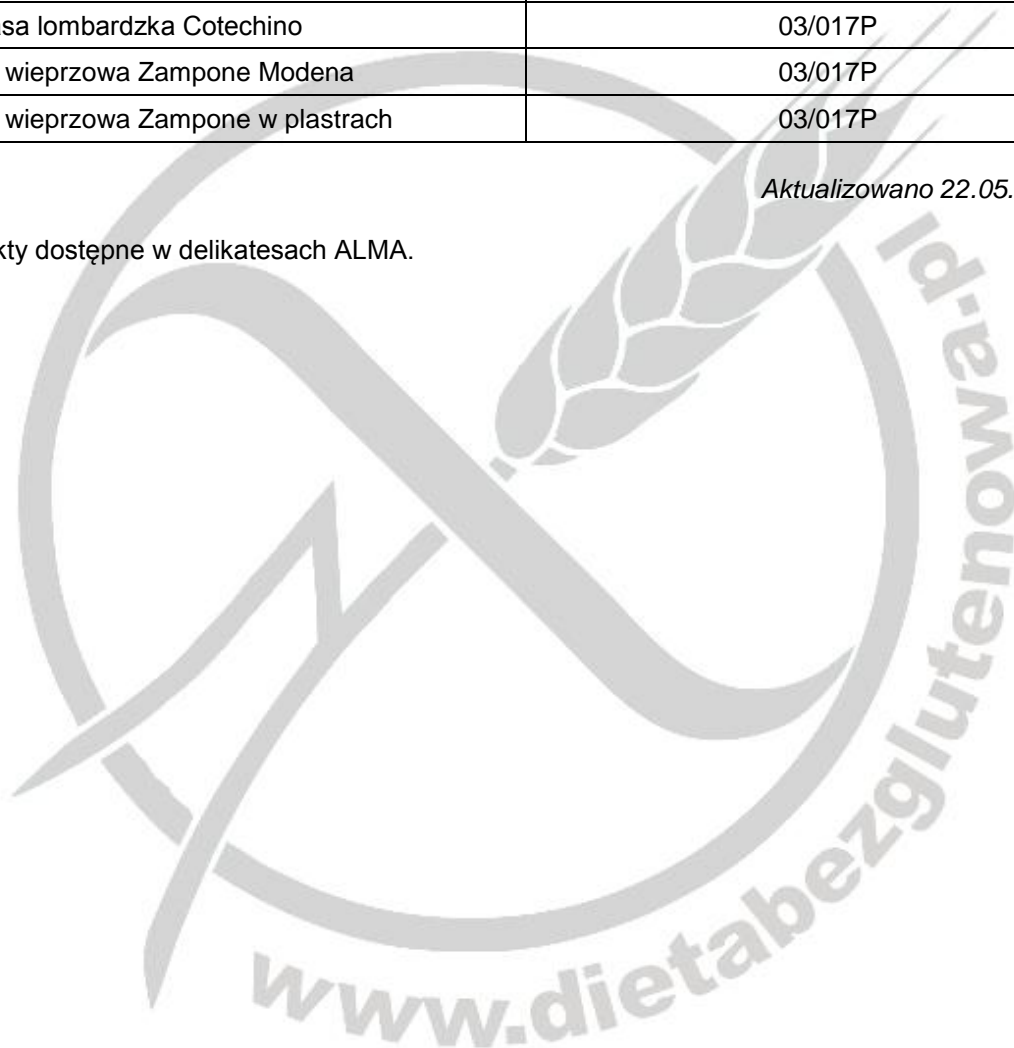 sa lombardzka Cotechino 03/017P
wieprzowa Zampone Modena 03/017P
wieprzowa Zampone w plastrach 03/017P
Aktualizowano 22.05.
kty dostępne w delikatesach ALMA.
www.dietabezglutenowa.pl